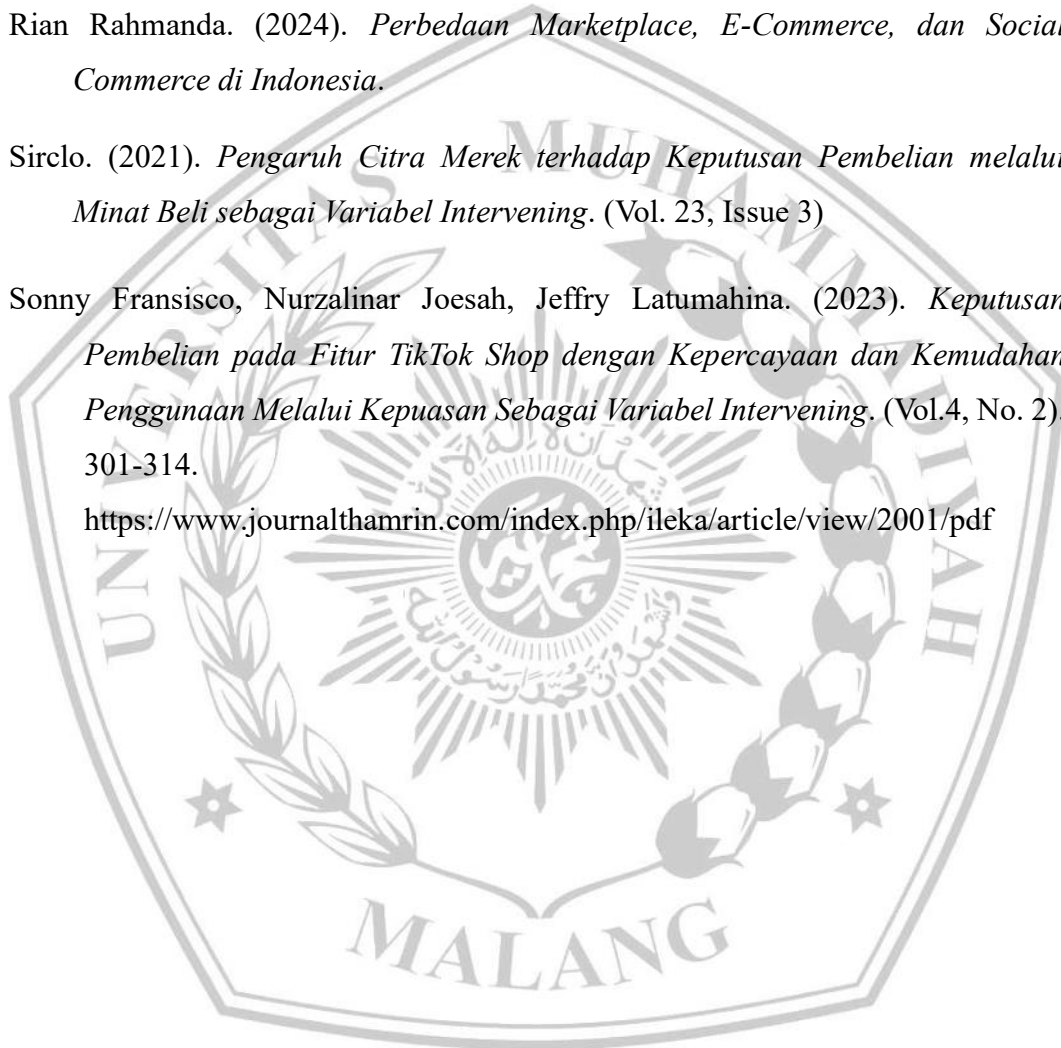 Rian Rahmanda. (2024). Perbedaan Marketplace, E-Commerce, dan Social
Commerce di Indonesia.
Sirclo. (2021). Pengaruh Citra Merek terhadap Keputusan Pembelian melalui
Minat Beli sebagai Variabel Intervening. (Vol. 23, Issue 3)
Sonny Fransisco, Nurzalinar Joesah, Jeffry Latumahina. (2023). Keputusan
Pembelian pada Fitur TikTok Shop dengan Kepercayaan dan Kemudahan
Penggunaan Melalui Kepuasan Sebagai Variabel Intervening. (Vol.4, No. 2).
301-314.
https://www.journalthamrin.com/index.php/ileka/article/view/2001/pdf
UNIVERSITAS MUHAMMADIYAH
MALANG